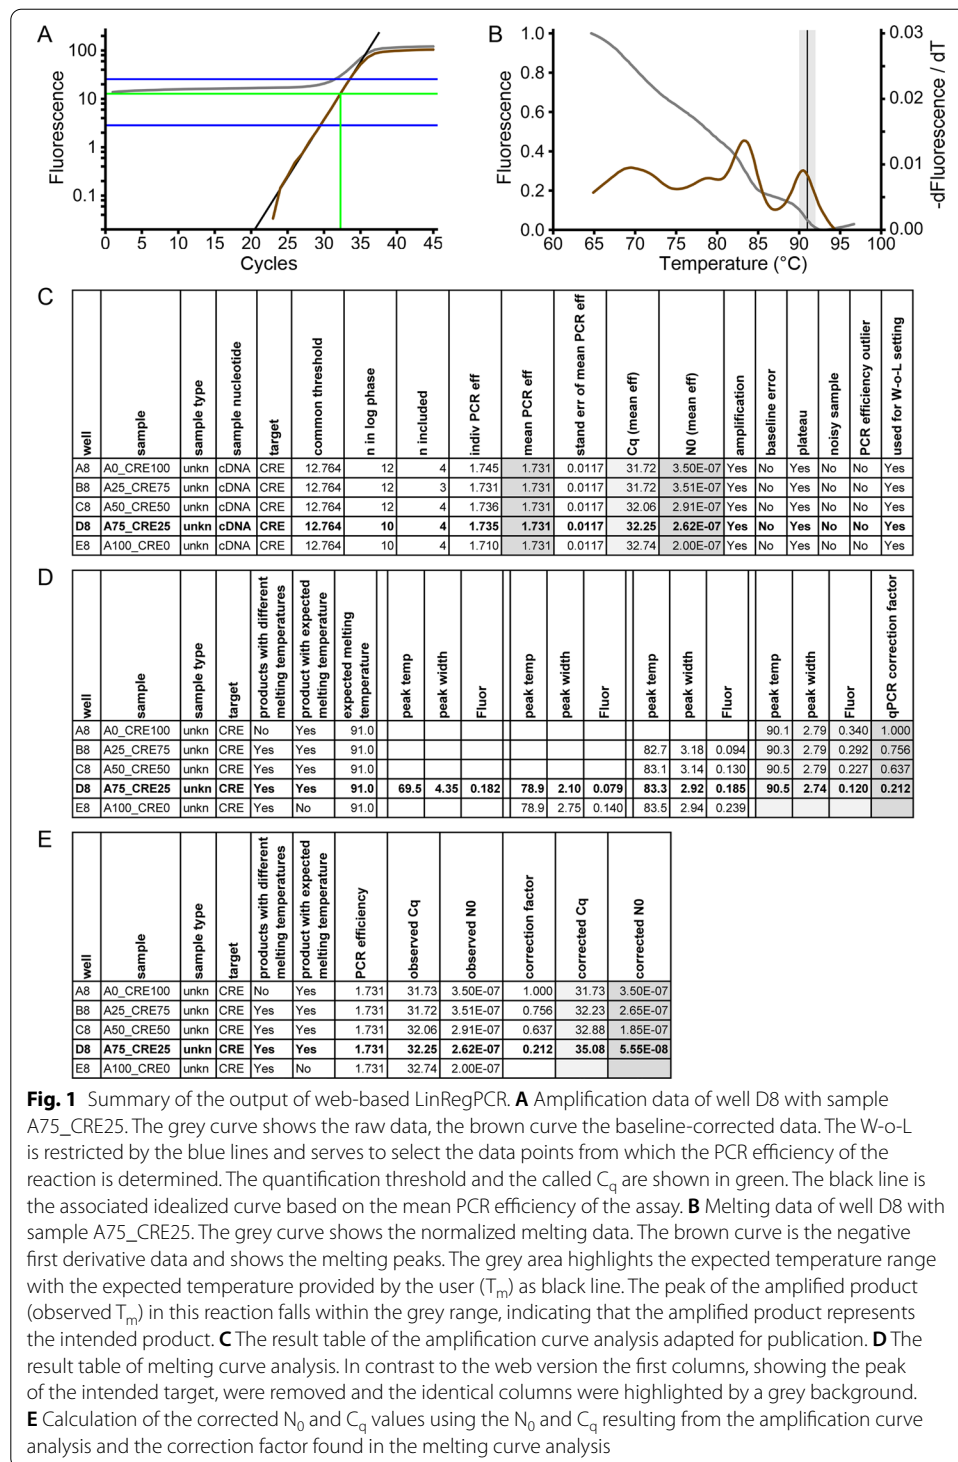 A
Fluorescence
100
10
1
0.1
0 5 10 15 20 25 30 35 40 45
Cycles
B
Fluorescence
1.0
0.8
0.6
0.4
0.2
0.0
60 65 70 75 80 85 90 95 100
Temperature (°C)
0.03
0.02
0.01
0.00
-dFluorescence / dT
C
well sample sample type sample nucleotide target common threshold n in log phase n included indiv PCR eff mean PCR eff stand err of mean PCR eff Cq (mean eff) N0 (mean eff) amplification baseline error plateau noisy sample PCR efficiency outlier used for W-o-L setting
A8 A0_CRE100 unkn cDNA CRE 12.764 12 4 1.745 1.731 0.0117 31.72 3.50E-07 Yes No Yes No No Yes
B8 A25_CRE75 unkn cDNA CRE 12.764 12 3 1.731 1.731 0.0117 31.72 3.51E-07 Yes No Yes No No Yes
C8 A50_CRE50 unkn cDNA CRE 12.764 12 4 1.736 1.731 0.0117 32.06 2.91E-07 Yes No Yes No No Yes
D8 A75_CRE25 unkn cDNA CRE 12.764 10 4 1.735 1.731 0.0117 32.25 2.62E-07 Yes No Yes No No Yes
E8 A100_CRE0 unkn cDNA CRE 12.764 10 4 1.710 1.731 0.0117 32.74 2.00E-07 Yes No Yes No No Yes
D
well sample sample type target products with different melting temperatures product with expected melting temperature expected melting temperature peak temp peak width Fluor peak temp peak width Fluor peak temp peak width Fluor peak temp peak width Fluor qPCR correction factor
A8 A0_CRE100 unkn CRE No Yes 91.0 90.1 2.79 0.340 1.000
B8 A25_CRE75 unkn CRE Yes Yes 91.0 82.7 3.18 0.094 90.3 2.79 0.292 0.756
C8 A50_CRE50 unkn CRE Yes Yes 91.0 83.1 3.14 0.130 90.5 2.79 0.227 0.637
D8 A75_CRE25 unkn CRE Yes Yes 91.0 69.5 4.35 0.182 78.9 2.10 0.079 83.3 2.92 0.185 90.5 2.74 0.120 0.212
E8 A100_CRE0 unkn CRE Yes No 91.0 78.9 2.75 0.140 83.5 2.94 0.239
E
well sample sample type target products with different melting temperatures product with expected melting temperature PCR efficiency observed Cq observed N0 correction factor corrected Cq corrected N0
A8 A0_CRE100 unkn CRE No Yes 1.731 31.73 3.50E-07 1.000 31.73 3.50E-07
B8 A25_CRE75 unkn CRE Yes Yes 1.731 31.72 3.51E-07 0.756 32.23 2.65E-07
C8 A50_CRE50 unkn CRE Yes Yes 1.731 32.06 2.91E-07 0.637 32.88 1.85E-07
D8 A75_CRE25 unkn CRE Yes Yes 1.731 32.25 2.62E-07 0.212 35.08 5.55E-08
E8 A100_CRE0 unkn CRE Yes No 1.731 32.74 2.00E-07
Fig. 1 Summary of the output of web-based LinRegPCR. A Amplification data of well D8 with sample
A75_CRE25. The grey curve shows the raw data, the brown curve the baseline-corrected data. The W-o-L
is restricted by the blue lines and serves to select the data points from which the PCR efficiency of the
reaction is determined. The quantification threshold and the called Cq are shown in green. The black line is
the associated idealized curve based on the mean PCR efficiency of the assay. B Melting data of well D8 with
sample A75_CRE25. The grey curve shows the normalized melting data. The brown curve is the negative
first derivative data and shows the melting peaks. The grey area highlights the expected temperature range
with the expected temperature provided by the user (Tm) as black line. The peak of the amplified product
(observed Tm) in this reaction falls within the grey range, indicating that the amplified product represents
the intended product. C The result table of the amplification curve analysis adapted for publication. D The
result table of melting curve analysis. In contrast to the web version the first columns, showing the peak
of the intended target, were removed and the identical columns were highlighted by a grey background.
E Calculation of the corrected N0 and Cq values using the N0 and Cq resulting from the amplification curve
analysis and the correction factor found in the melting curve analysis